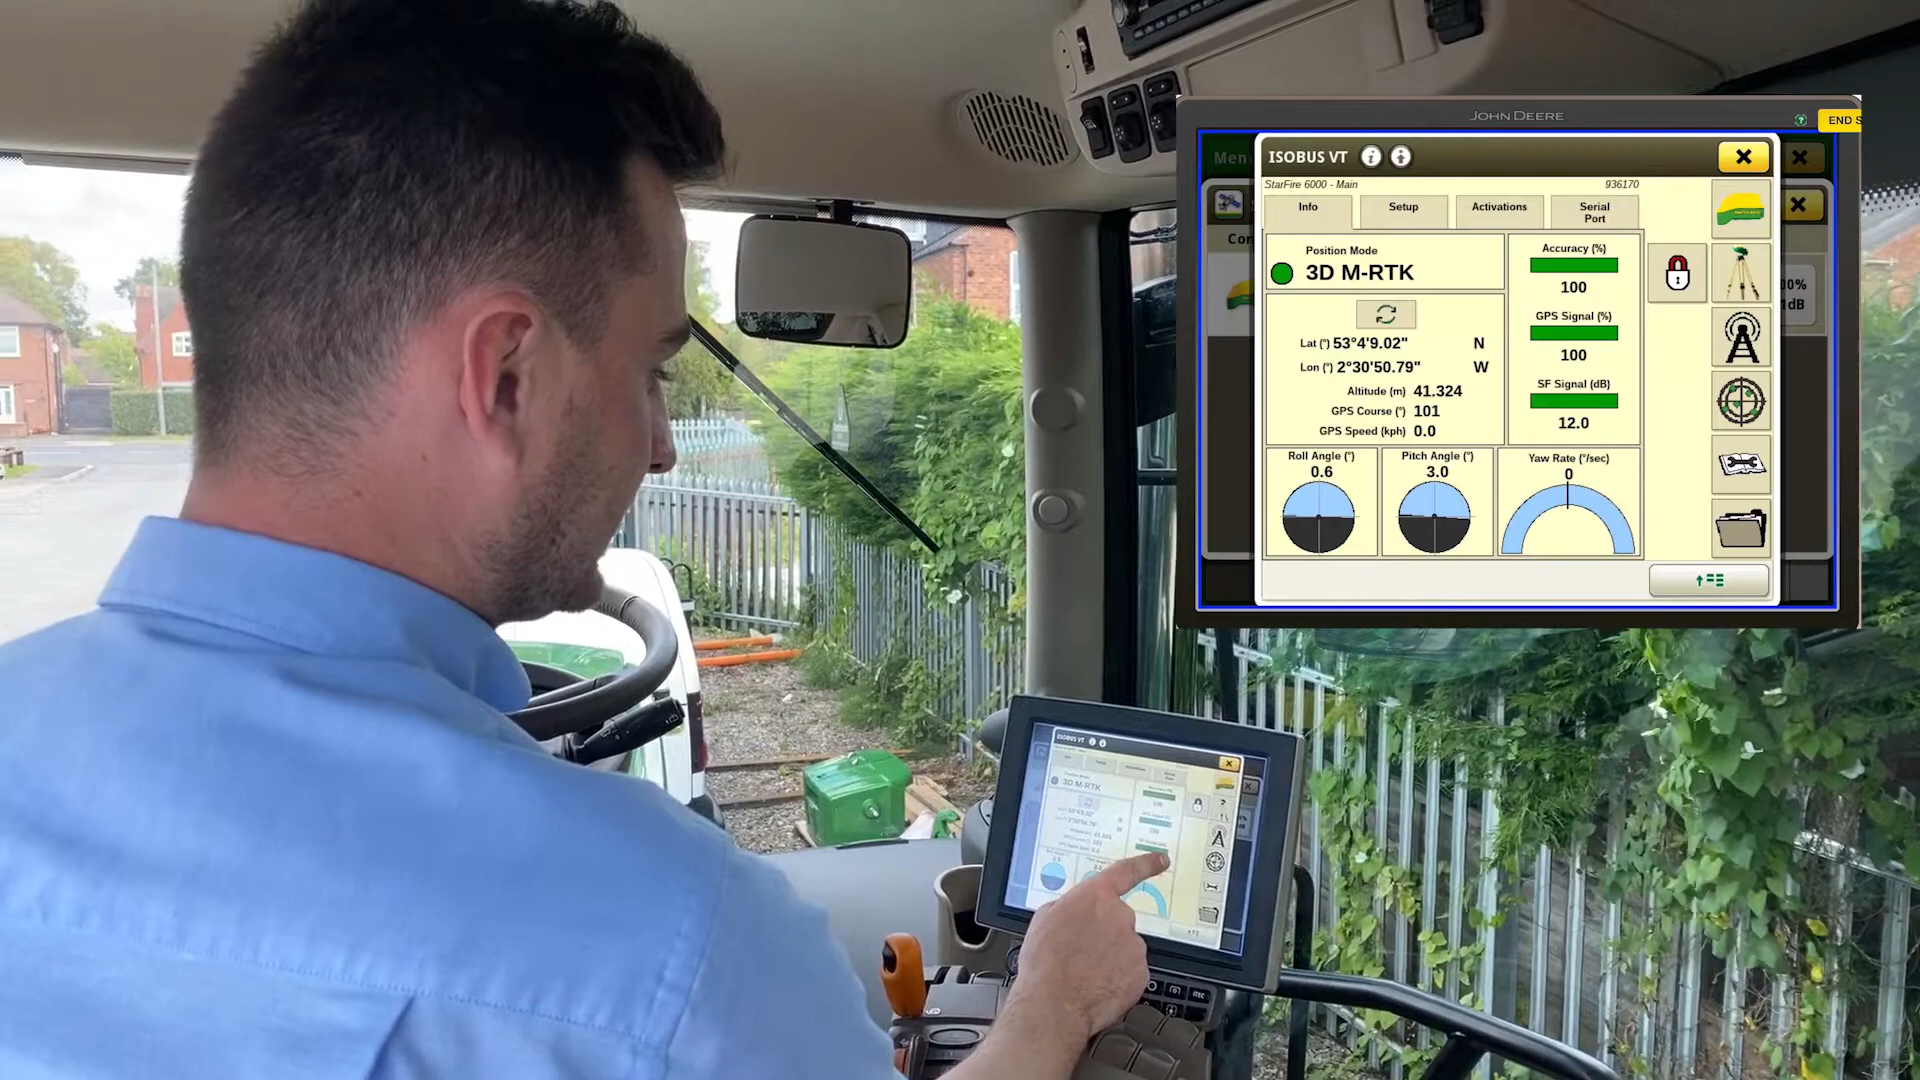 JOHN DEERE
END S
Men
ISOBUS VT
StarFire 6000 - Main
936170
Info
Setup
Activations
Serial
Port
Con
Position Mode
3D M-RTK
Accuracy (%)
100
GPS Signal (%)
100
SF Signal (dB)
12.0
Lat (°) 53°4'9.02" N
Lon (°) 2°30'50.79" W
Altitude (m) 41.324
GPS Course (°) 101
GPS Speed (kph) 0.0
00%
1dB
Roll Angle (°)
0.6
Pitch Angle (°)
3.0
Yaw Rate (°/sec)
0
ISOBUS VT
3D M-RTK
ITEC